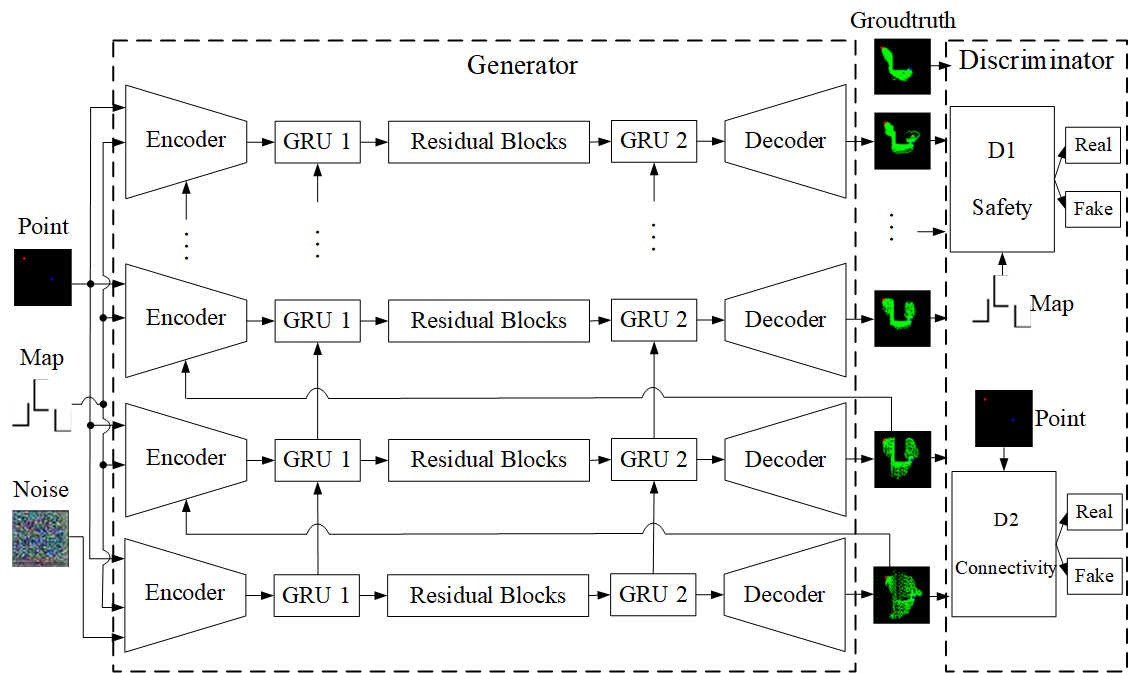 Groudtruth
Generator
Discriminator
Encoder
GRU 1
Residual Blocks
GRU 2
Decoder
D1
Safety
Real
Fake
Point
Map
Encoder
GRU 1
Residual Blocks
GRU 2
Decoder
Map
Encoder
GRU 1
Residual Blocks
GRU 2
Decoder
Point
Noise
D2
Connectivity
Real
Fake
Encoder
GRU 1
Residual Blocks
GRU 2
Decoder